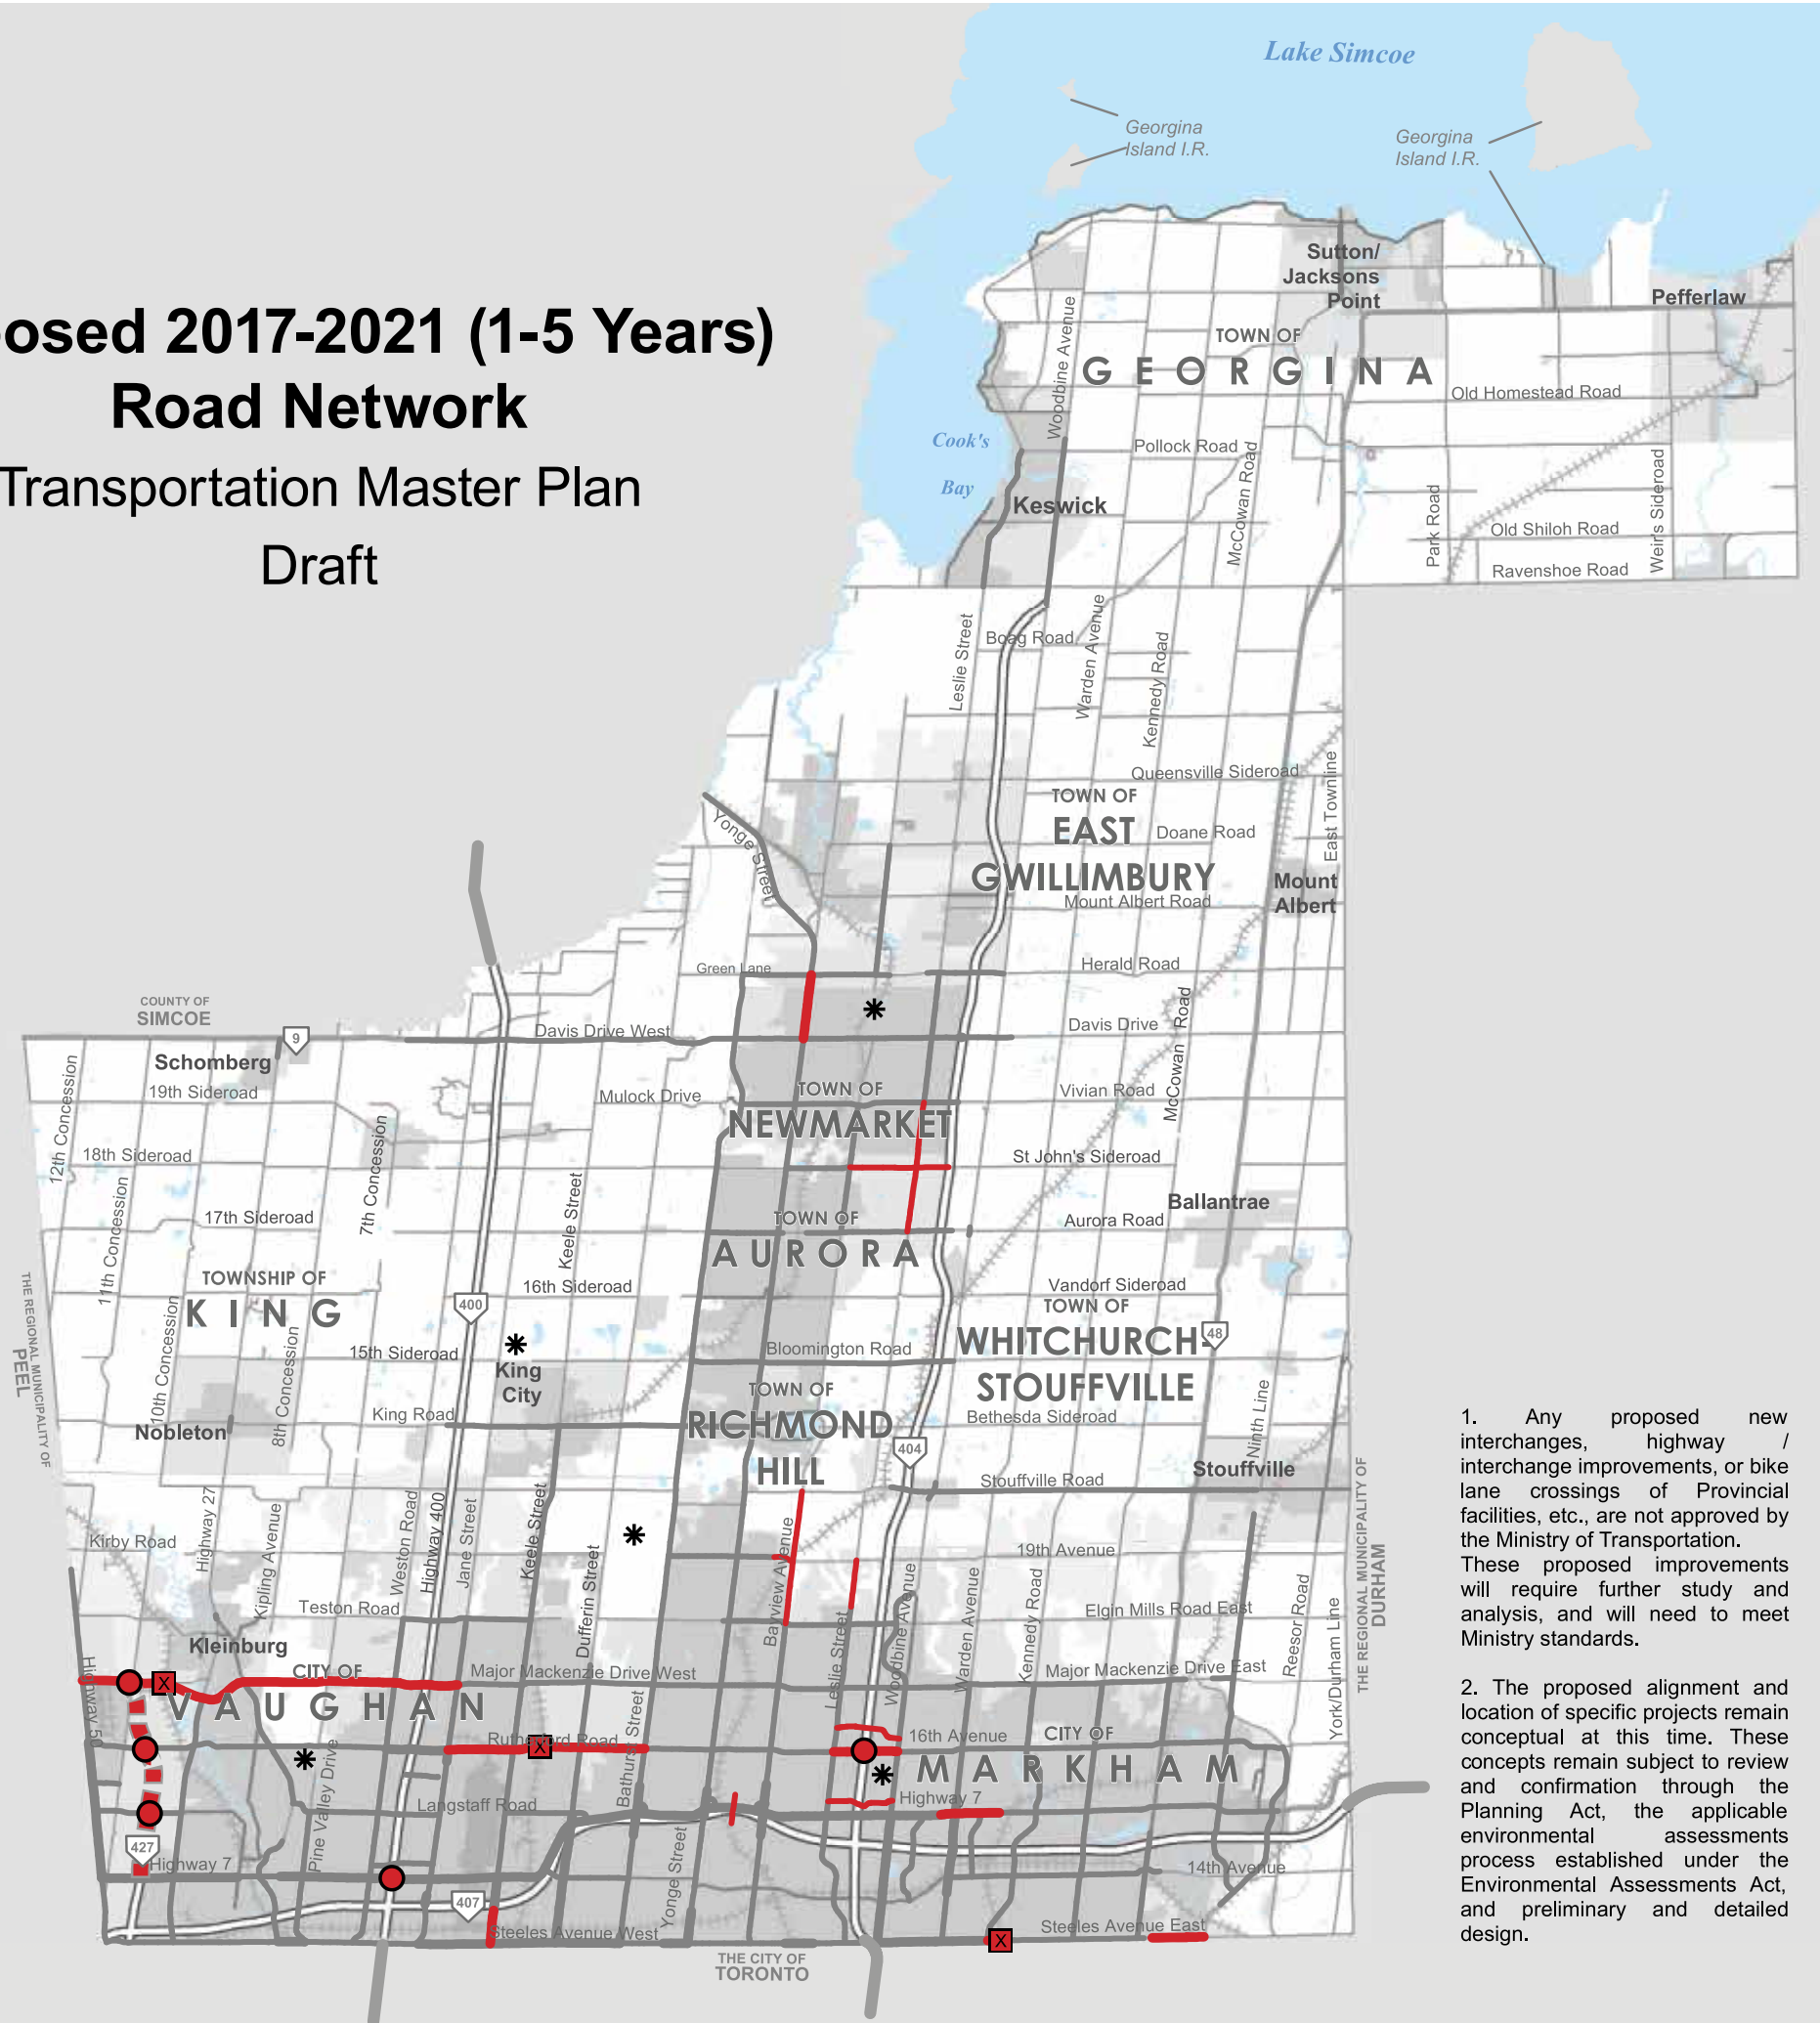 Lake Simcoe
Georgina
Island I.R.
Georgina
Island I.R.
Sutton/
Jacksons
Point
Pefferlaw
posed 2017-2021 (1-5 Years)
Road Network
Transportation Master Plan
Draft
TOWN OF
GEORGINA
Woodbine Avenue
Old Homestead Road
Cook's
Bay
Pollock Road
Keswick
McCowan Road
Park Road
Old Shiloh Road
Weir's Sideroad
Ravenshoe Road
Leslie Street
Boag Road
Warden Avenue
Kennedy Road
Queensville Sideroad
East Townline
TOWN OF
EAST
GWILLIMBURY
Doane Road
Yonge Street
Mount
Albert
Mount Albert Road
Green Lane
Herald Road
COUNTY OF
SIMCOE
9
Davis Drive West
Davis Drive
McCowan Road
Schomberg
19th Sideroad
12th Concession
Mulock Drive
TOWN OF
NEWMARKET
Vivian Road
18th Sideroad
7th Concession
St John's Sideroad
11th Concession
17th Sideroad
Keele Street
TOWN OF
AURORA
Aurora Road
Ballantrae
THE REGIONAL MUNICIPALITY OF
PEEL
TOWNSHIP OF
KING
16th Sideroad
400
Vandorf Sideroad
TOWN OF
WHITCHURCH-
STOUFFVILLE
48
10th Concession
8th Concession
15th Sideroad
King
City
Bloomington Road
TOWN OF
RICHMOND
HILL
King Road
Nobleton
Bethesda Sideroad
Ninth Line
404
Stouffville Road
Stouffville
Kirby Road
Highway 27
Kipling Avenue
Weston Road
Highway 400
Jane Street
Keele Street
Dufferin Street
Bayview Avenue
19th Avenue
Teston Road
Leslie Street
Woodbine Avenue
Warden Avenue
Kennedy Road
Elgin Mills Road East
Reesor Road
York/Durham Line
THE REGIONAL MUNICIPALITY OF
DURHAM
Kleinburg
Highway 50
X
CITY OF
VAUGHAN
Major Mackenzie Drive West
Major Mackenzie Drive East
Rutherford Road
X
Bathurst Street
16th Avenue
CITY OF
MARKHAM
Pine Valley Drive
Langstaff Road
Highway 7
427
Highway 7
Yonge Street
14th Avenue
407
Steeles Avenue West
X
Steeles Avenue East
THE CITY OF
TORONTO
1. Any proposed new
interchanges, highway /
interchange improvements, or bike
lane crossings of Provincial
facilities, etc., are not approved by
the Ministry of Transportation.
These proposed improvements
will require further study and
analysis, and will need to meet
Ministry standards.
2. The proposed alignment and
location of specific projects remain
conceptual at this time. These
concepts remain subject to review
and confirmation through the
Planning Act, the applicable
environmental assessments
process established under the
Environmental Assessments Act,
and preliminary and detailed
design.